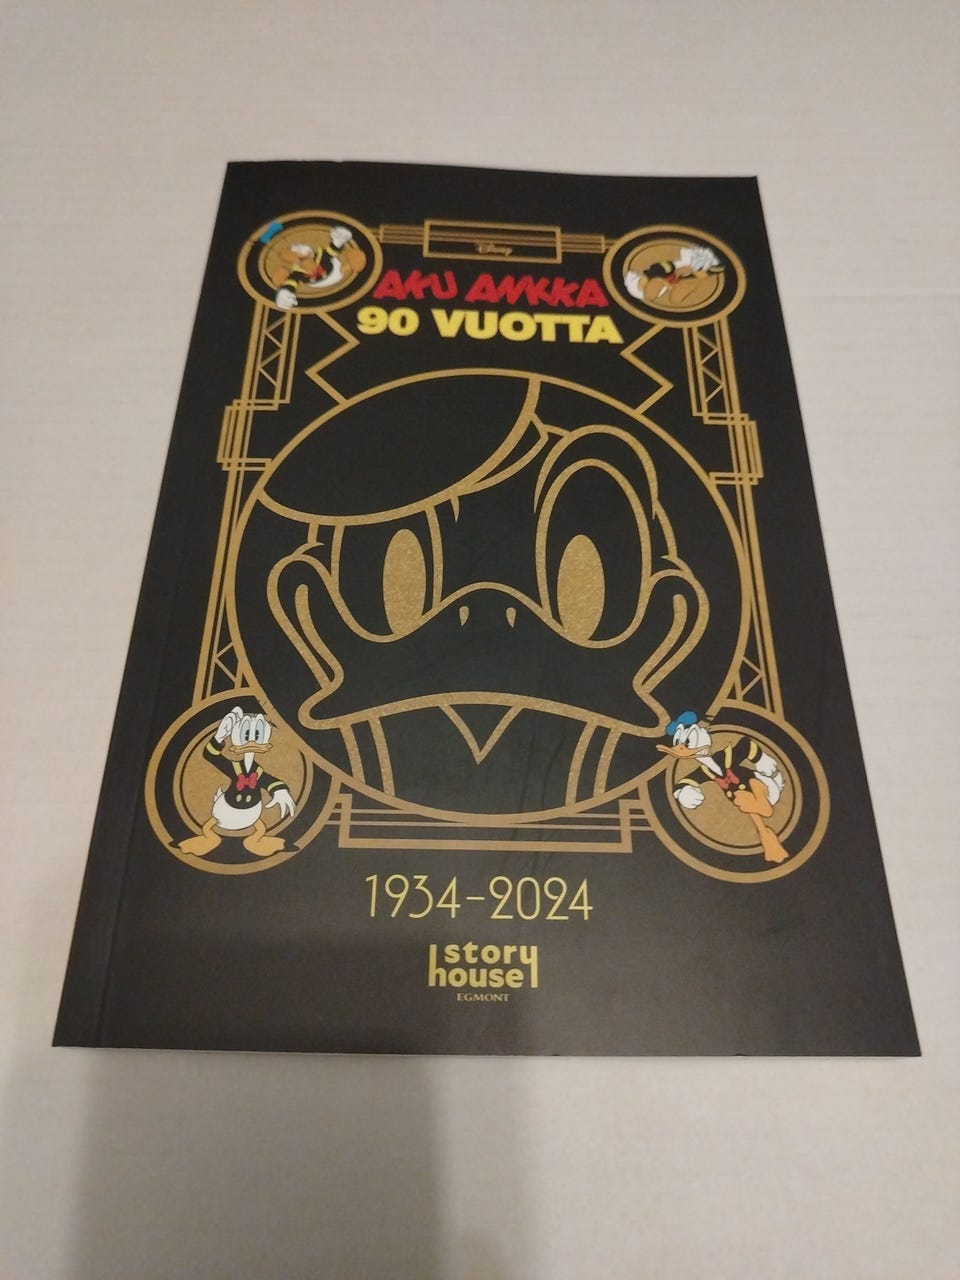 Disney
AKU ANKKA
90 VUOTTA
1934-2024
story
house
EGMONT